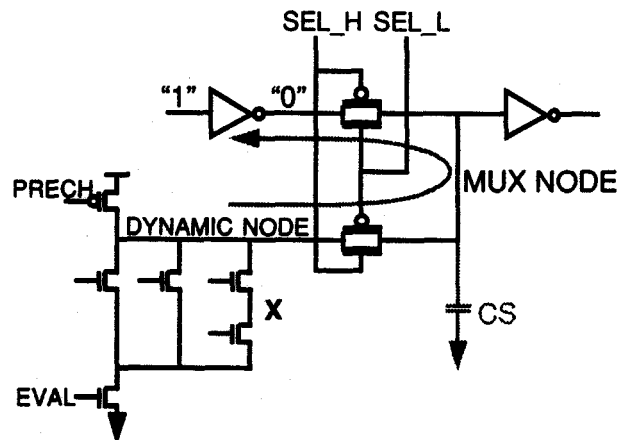 SEL_H SEL_L
"1" "0"
MUX NODE
PRECH
DYNAMIC NODE
X
CS
EVAL